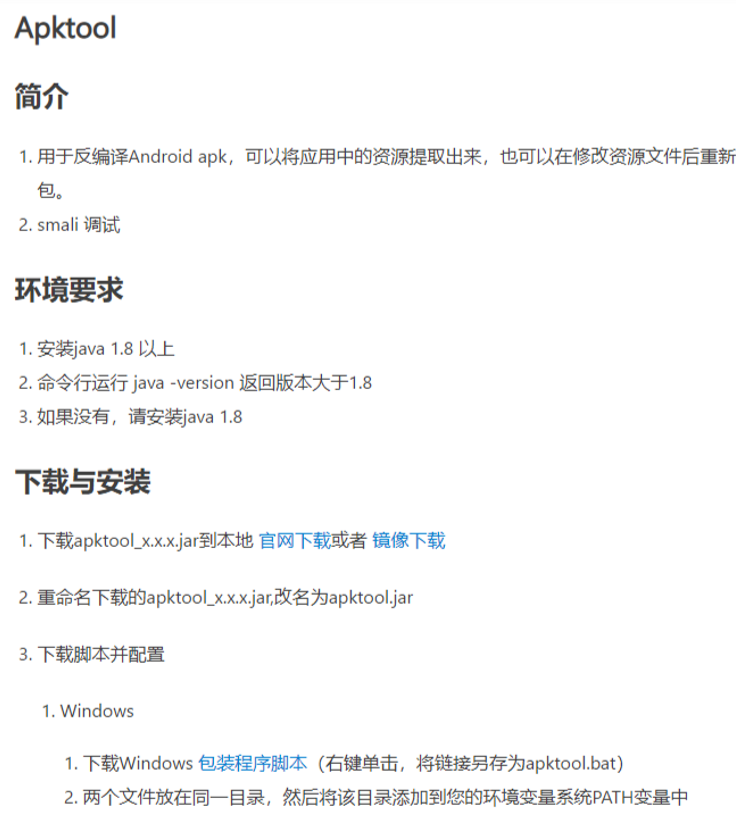 Apktool
简介
1. 用于反编译Android apk，可以将应用中的资源提取出来，也可以在修改资源文件后重新
包。
2. smali 调试
环境要求
1. 安装java 1.8 以上
2. 命令行运行 java -version 返回版本大于1.8
3. 如果没有，请安装java 1.8
下载与安装
1. 下载apktool_x.x.x.jar到本地 官网下载或者 镜像下载
2. 重命名下载的apktool_x.x.x.jar,改名为apktool.jar
3. 下载脚本并配置
1. Windows
1. 下载Windows 包装程序脚本（右键单击，将链接另存为apktool.bat）
2. 两个文件放在同一目录，然后将该目录添加到您的环境变量系统PATH变量中